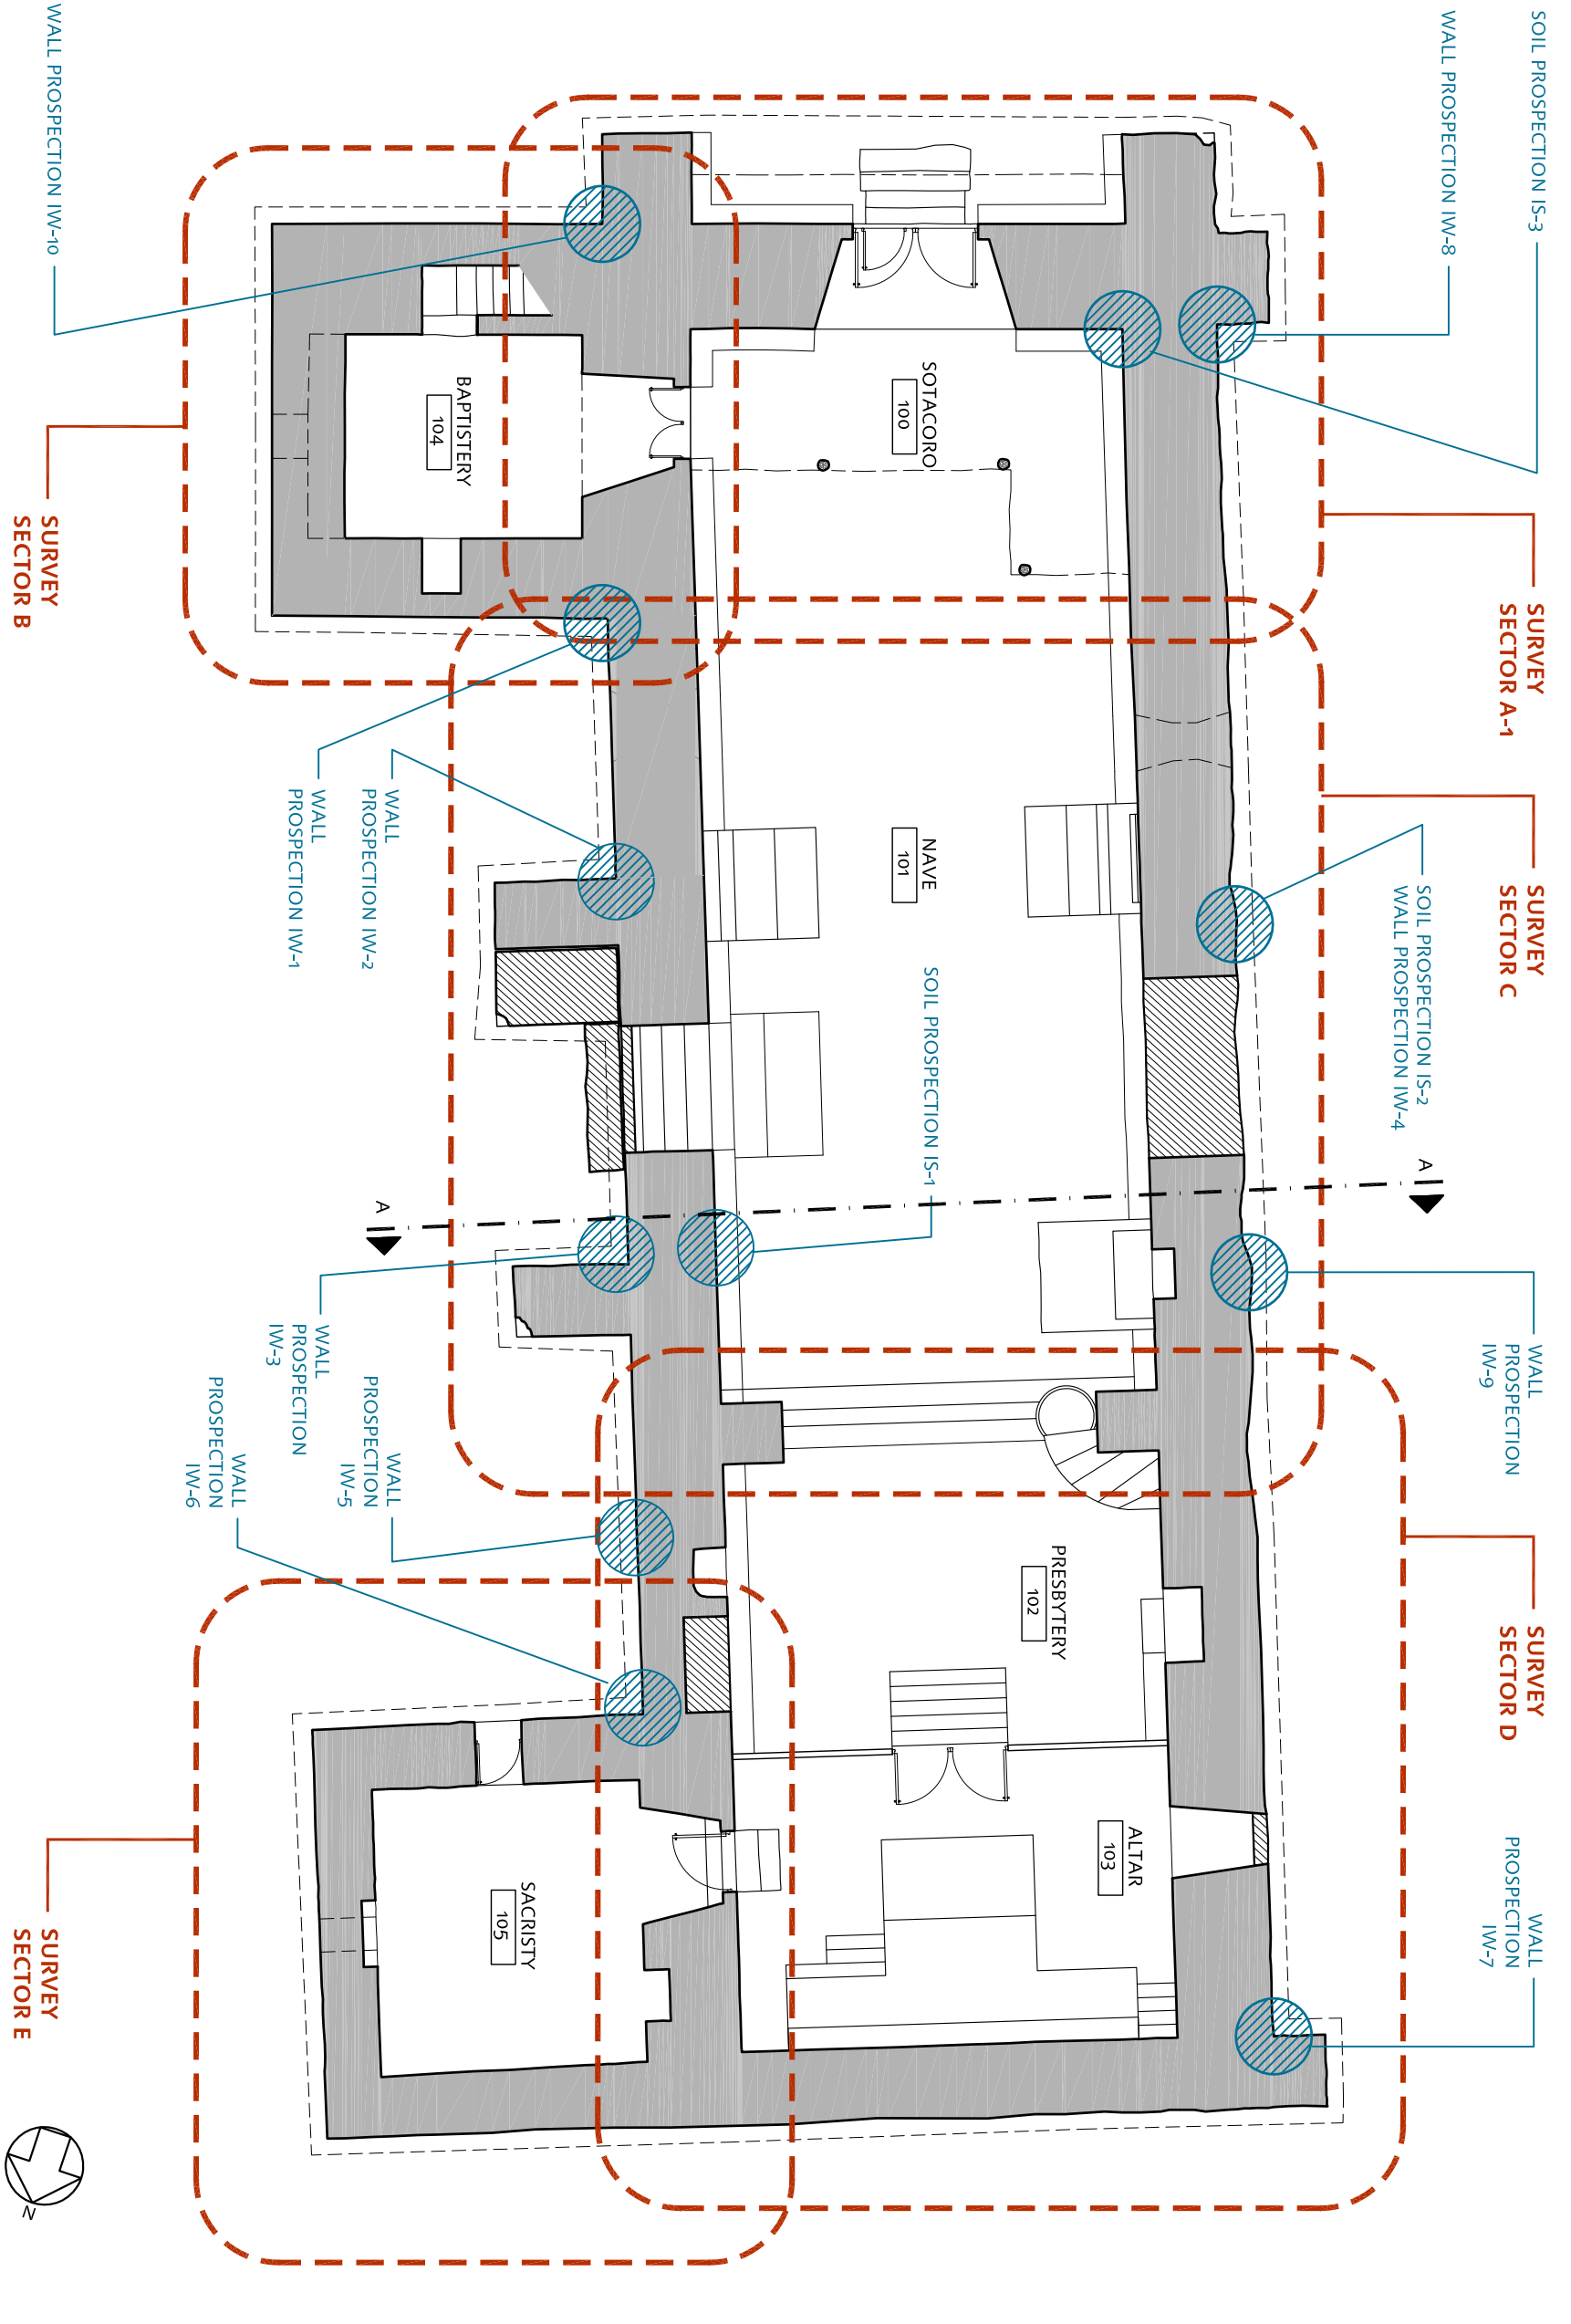 SOIL PROSPECTION IS-3
WALL PROSPECTION IW-8
WALL PROSPECTION IW-10
SURVEY
SECTOR A-1
SURVEY
SECTOR C
SURVEY
SECTOR D
SOIL PROSPECTION IS-2
WALL PROSPECTION IW-4
WALL
PROSPECTION
IW-9
WALL
PROSPECTION
IW-7
A
SOTACORO
100
NAVE
101
PRESBYTERY
102
ALTAR
103
SOIL PROSPECTION IS-1
BAPTISTERY
104
SACRISTY
105
A
WALL
PROSPECTION IW-2
WALL
PROSPECTION IW-1
WALL
PROSPECTION
IW-3
WALL
PROSPECTION
IW-5
WALL
PROSPECTION
IW-6
SURVEY
SECTOR B
SURVEY
SECTOR E
N